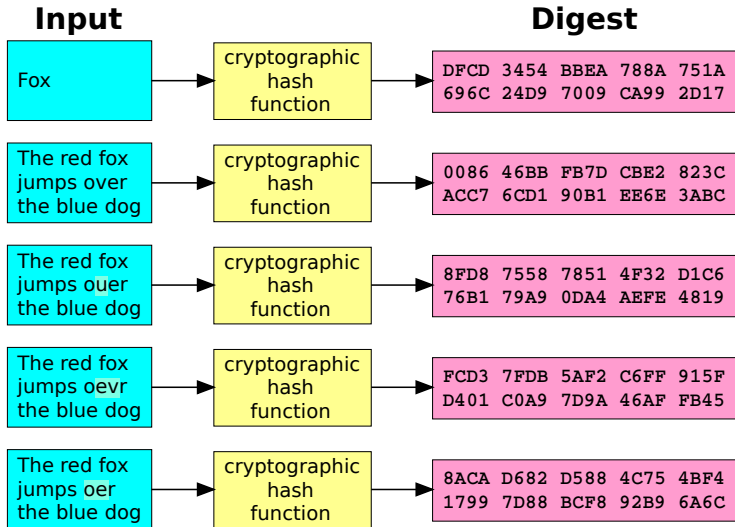 Input
Digest
Fox
cryptographic
hash
function
DFCD 3454 BBEA 788A 751A
696C 24D9 7009 CA99 2D17
The red fox
jumps over
the blue dog
cryptographic
hash
function
0086 46BB FB7D CBE2 823C
ACC7 6CD1 90B1 EE6E 3ABC
The red fox
jumps ouer
the blue dog
cryptographic
hash
function
8FD8 7558 7851 4F32 D1C6
76B1 79A9 0DA4 AEFE 4819
The red fox
jumps oevr
the blue dog
cryptographic
hash
function
FCD3 7FDB 5AF2 C6FF 915F
D401 C0A9 7D9A 46AF FB45
The red fox
jumps oer
the blue dog
cryptographic
hash
function
8ACA D682 D588 4C75 4BF4
1799 7D88 BCF8 92B9 6A6C